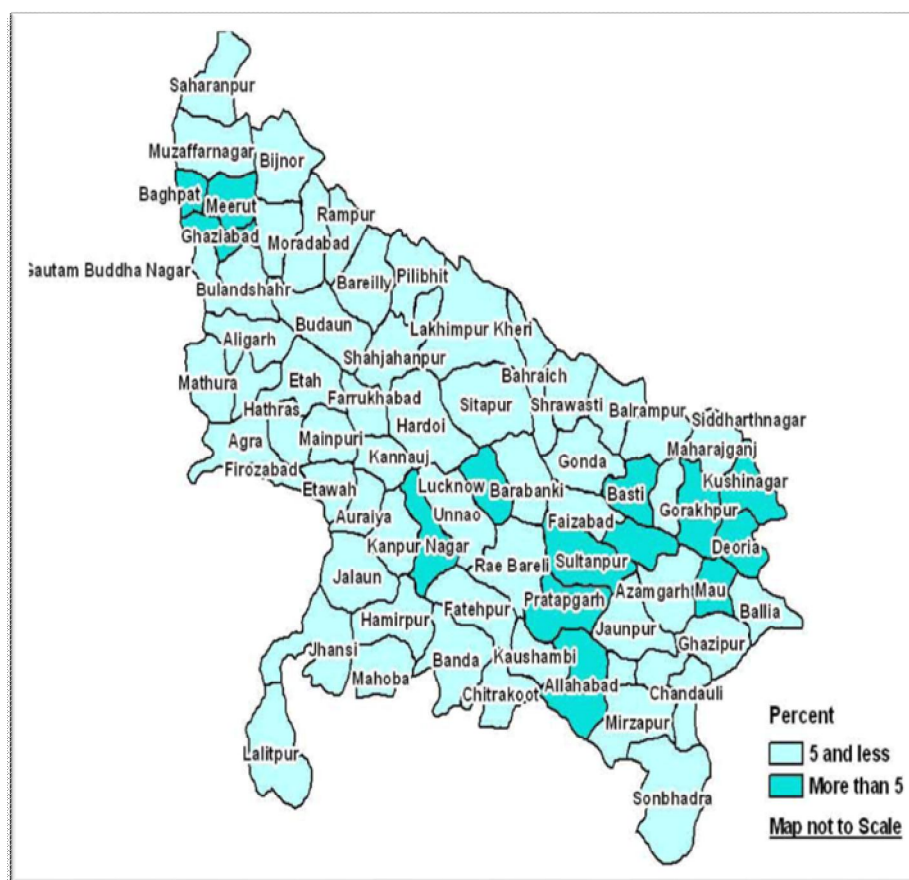 Saharanpur
Muzaffarnagar
Bijnor
Baghpat
Meerut
Rampur
Ghaziabad
Moradabad
Gautam Buddha Nagar
Bareilly
Pilibhit
Bulandshahr
Budaun
Lakhimpur Kheri
Aligarh
Shahjahanpur
Mathura
Etah
Bahraich
Farrukhabad
Sitapur
Shrawasti
Balrampur
Hathras
Hardoi
Siddharthnagar
Agra
Mainpuri
Maharajganj
Kannauj
Gonda
Firozabad
Lucknow
Kushinagar
Etawah
Barabanki
Basti
Auraiya
Unnao
Faizabad
Gorakhpur
Kanpur Nagar
Deoria
Sultanpur
Rae Bareli
Jalaun
Azamgarh
Mau
Pratapgarh
Ballia
Fatehpur
Hamirpur
Jaunpur
Ghazipur
Jhansi
Banda
Kaushambi
Mahoba
Allahabad
Chandauli
Chitrakoot
Mirzapur
Lalitpur
Sonbhadra
Percent
5 and less
More than 5
Map not to Scale